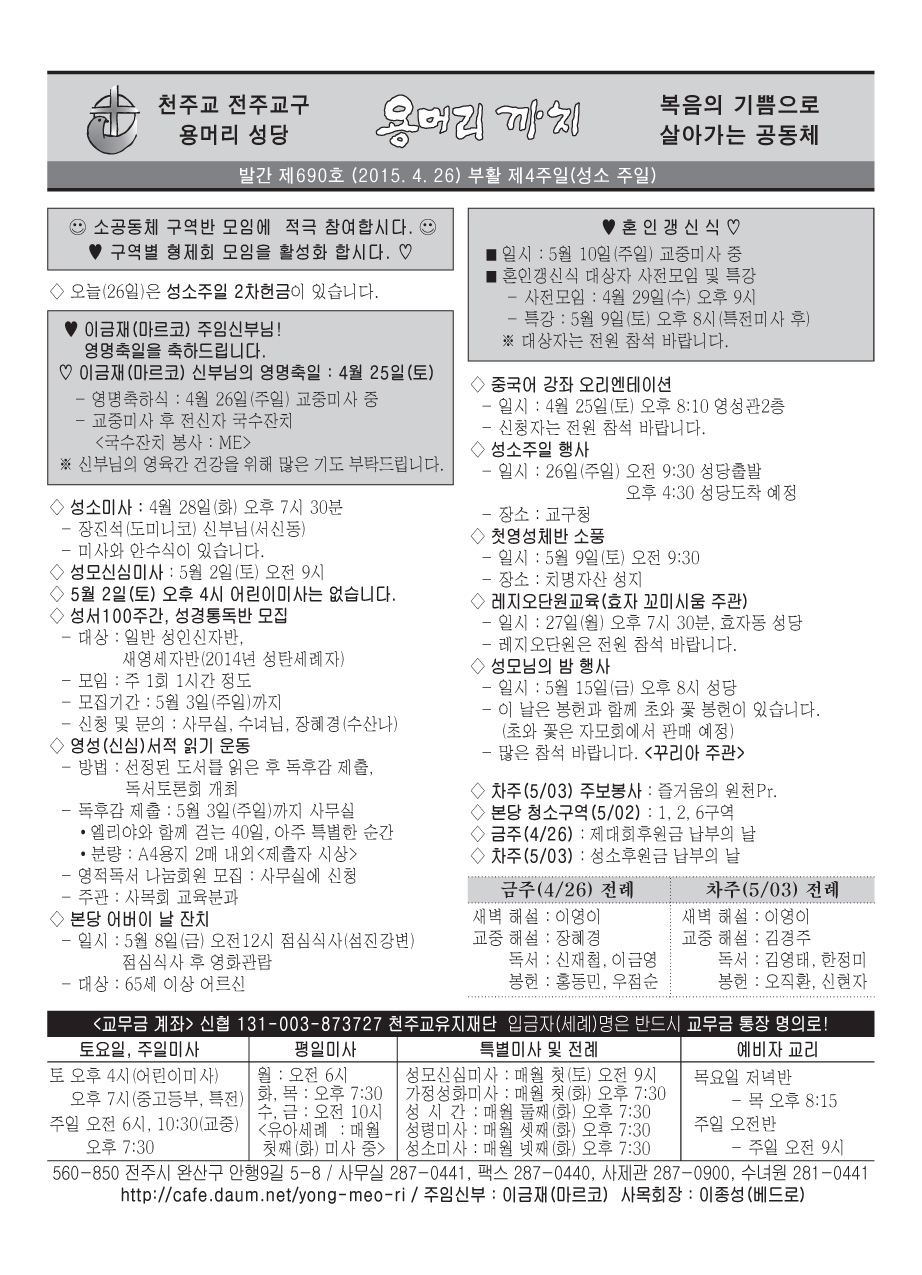 천주교 전주교구
용머리 성당
용머리 까치
복음의 기쁨으로
살아가는 공동체
발간 제690호 (2015. 4. 26) 부활 제4주일(성소 주일)
☺ 소공동체 구역반 모임에 적극 참여합시다. ☺
♥ 구역별 형제회 모임을 활성화 합시다. ♡
◇ 오늘(26일)은 성소주일 2차헌금이 있습니다.
♥ 이금재(마르코) 주임신부님!
영명축일을 축하드립니다.
♡ 이금재(마르코) 신부님의 영명축일 : 4월 25일(토)
- 영명축하식 : 4월 26일(주일) 교중미사 중
- 교중미사 후 전신자 국수잔치
<국수잔치 봉사 : ME>
※ 신부님의 영육간 건강을 위해 많은 기도 부탁드립니다.
◇ 성소미사 : 4월 28일(화) 오후 7시 30분
- 장진석(도미니코) 신부님(서신동)
- 미사와 안수식이 있습니다.
◇ 성모신심미사 : 5월 2일(토) 오전 9시
◇ 5월 2일(토) 오후 4시 어린이미사는 없습니다.
◇ 성서100주간, 성경통독반 모집
- 대상 : 일반 성인신자반,
새영세자반(2014년 성탄세례자)
- 모임 : 주 1회 1시간 정도
- 모집기간 : 5월 3일(주일)까지
- 신청 및 문의 : 사무실, 수녀님, 장혜경(수산나)
◇ 영성(신심)서적 읽기 운동
- 방법 : 선정된 도서를 읽은 후 독후감 제출,
독서토론회 개최
- 독후감 제출 : 5월 3일(주일)까지 사무실
• 엘리야와 함께 걷는 40일, 아주 특별한 순간
• 분량 : A4용지 2매 내외<제출자 시상>
- 영적독서 나눔회원 모집 : 사무실에 신청
- 주관 : 사목회 교육분과
◇ 본당 어버이 날 잔치
- 일시 : 5월 8일(금) 오전12시 점심식사(섬진강변)
점심식사 후 영화관람
- 대상 : 65세 이상 어르신
♥ 혼 인 갱 신 식 ♡
■ 일시 : 5월 10일(주일) 교중미사 중
■ 혼인갱신식 대상자 사전모임 및 특강
- 사전모임 : 4월 29일(수) 오후 9시
- 특강 : 5월 9일(토) 오후 8시(특전미사 후)
※ 대상자는 전원 참석 바랍니다.
◇ 중국어 강좌 오리엔테이션
- 일시 : 4월 25일(토) 오후 8:10 영성관2층
- 신청자는 전원 참석 바랍니다.
◇ 성소주일 행사
- 일시 : 26일(주일) 오전 9:30 성당출발
오후 4:30 성당도착 예정
- 장소 : 교구청
◇ 첫영성체반 소풍
- 일시 : 5월 9일(토) 오전 9:30
- 장소 : 치명자산 성지
◇ 레지오단원교육(효자 꼬미시움 주관)
- 일시 : 27일(월) 오후 7시 30분, 효자동 성당
- 레지오단원은 전원 참석 바랍니다.
◇ 성모님의 밤 행사
- 일시 : 5월 15일(금) 오후 8시 성당
- 이 날은 봉헌과 함께 초와 꽃 봉헌이 있습니다.
(초와 꽃은 자모회에서 판매 예정)
- 많은 참석 바랍니다. <꾸리아 주관>
◇ 차주(5/03) 주보봉사 : 즐거움의 원천Pr.
◇ 본당 청소구역(5/02) : 1, 2, 6구역
◇ 금주(4/26) : 제대회후원금 납부의 날
◇ 차주(5/03) : 성소후원금 납부의 날
금주(4/26) 전례 차주(5/03) 전례
새벽 해설 : 이영이 새벽 해설 : 이영이
교중 해설 : 장혜경 교중 해설 : 김경주
독서 : 신재철, 이금영 독서 : 김영태, 한정미
봉헌 : 홍동민, 우점순 봉헌 : 오직환, 신현자
<교무금 계좌> 신협 131-003-873727 천주교유지재단 입금자(세례)명은 반드시 교무금 통장 명의로!
토요일, 주일미사
토 오후 4시(어린이미사)
오후 7시(중고등부, 특전)
주일 오전 6시, 10:30(교중)
오후 7:30
평일미사
월 : 오전 6시
화, 목 : 오후 7:30
수, 금 : 오전 10시
<유아세례 : 매월
첫째(화) 미사 중>
특별미사 및 전례
성모신심미사 : 매월 첫(토) 오전 9시
가정성화미사 : 매월 첫(화) 오후 7:30
성 시 간 : 매월 둘째(화) 오후 7:30
성령미사 : 매월 셋째(화) 오후 7:30
성소미사 : 매월 넷째(화) 오후 7:30
예비자 교리
목요일 저녁반
- 목 오후 8:15
주일 오전반
- 주일 오전 9시
560-850 전주시 완산구 안행9길 5-8 / 사무실 287-0441, 팩스 287-0440, 사제관 287-0900, 수녀원 281-0441
http://cafe.daum.net/yong-meo-ri / 주임신부 : 이금재(마르코) 사목회장 : 이종성(베드로)